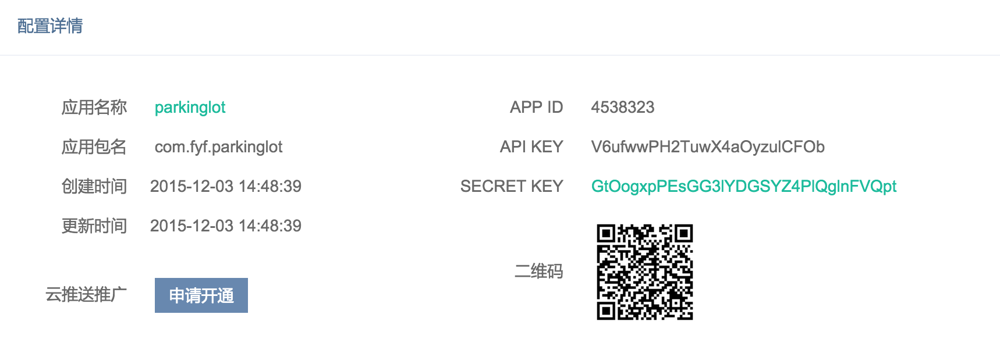 配置详情
应用名称 parkinglot
APP ID 4538323
应用包名 com.fyf.parkinglot
API KEY V6ufwwPH2TuwX4aOyzulCFOb
创建时间 2015-12-03 14:48:39
SECRET KEY GtOogxpPEsGG3lYDGSYZ4PlQglnFVQpt
更新时间 2015-12-03 14:48:39
二维码
云推送推广 申请开通